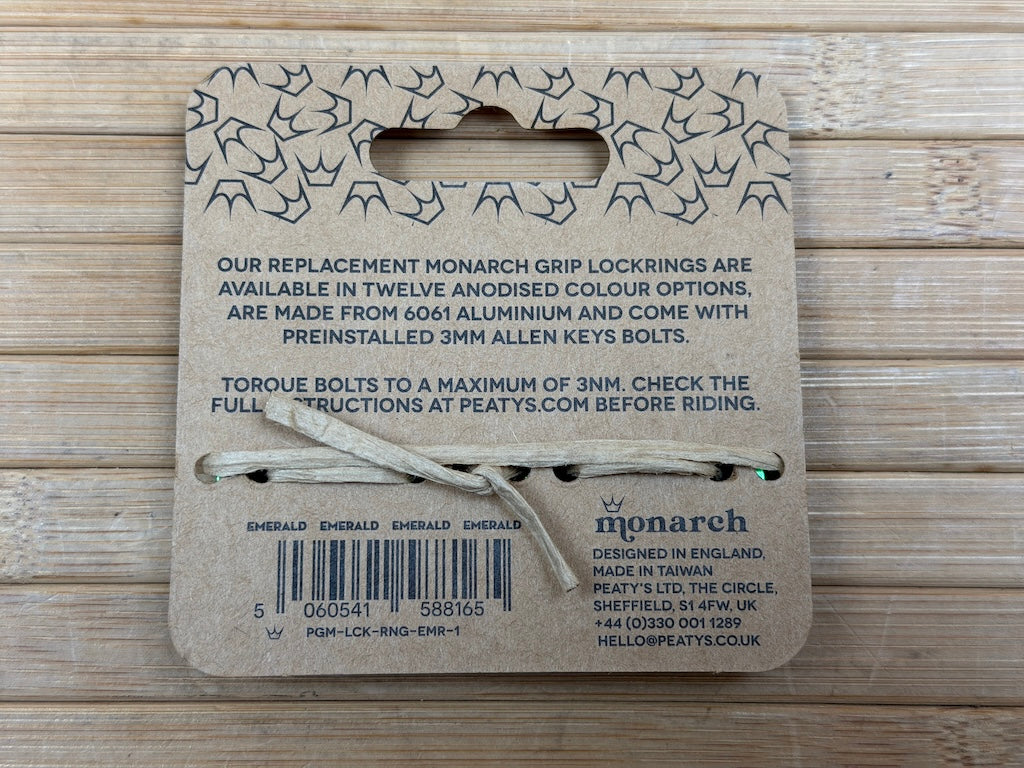 OUR REPLACEMENT MONARCH GRIP LOCKRINGS ARE
AVAILABLE IN TWELVE ANODISED COLOUR OPTIONS,
ARE MADE FROM 6061 ALUMINIUM AND COME WITH
PREINSTALLED 3MM ALLEN KEYS BOLTS.
TORQUE BOLTS TO A MAXIMUM OF 3NM. CHECK THE
FULL AT PEATYS.COM BEFORE RIDING.
EMERALD EMERALD EMERALD EMERALD
5 060541 588165
PGM-LCK-RNG-EMR-1
monarch
DESIGNED IN ENGLAND,
MADE IN TAIWAN
PEATY'S LTD, THE CIRCLE,
SHEFFIELD, S1 4FW, UK
+44 (0)330 001 1289
HELLO@PEATYS.CO.UK